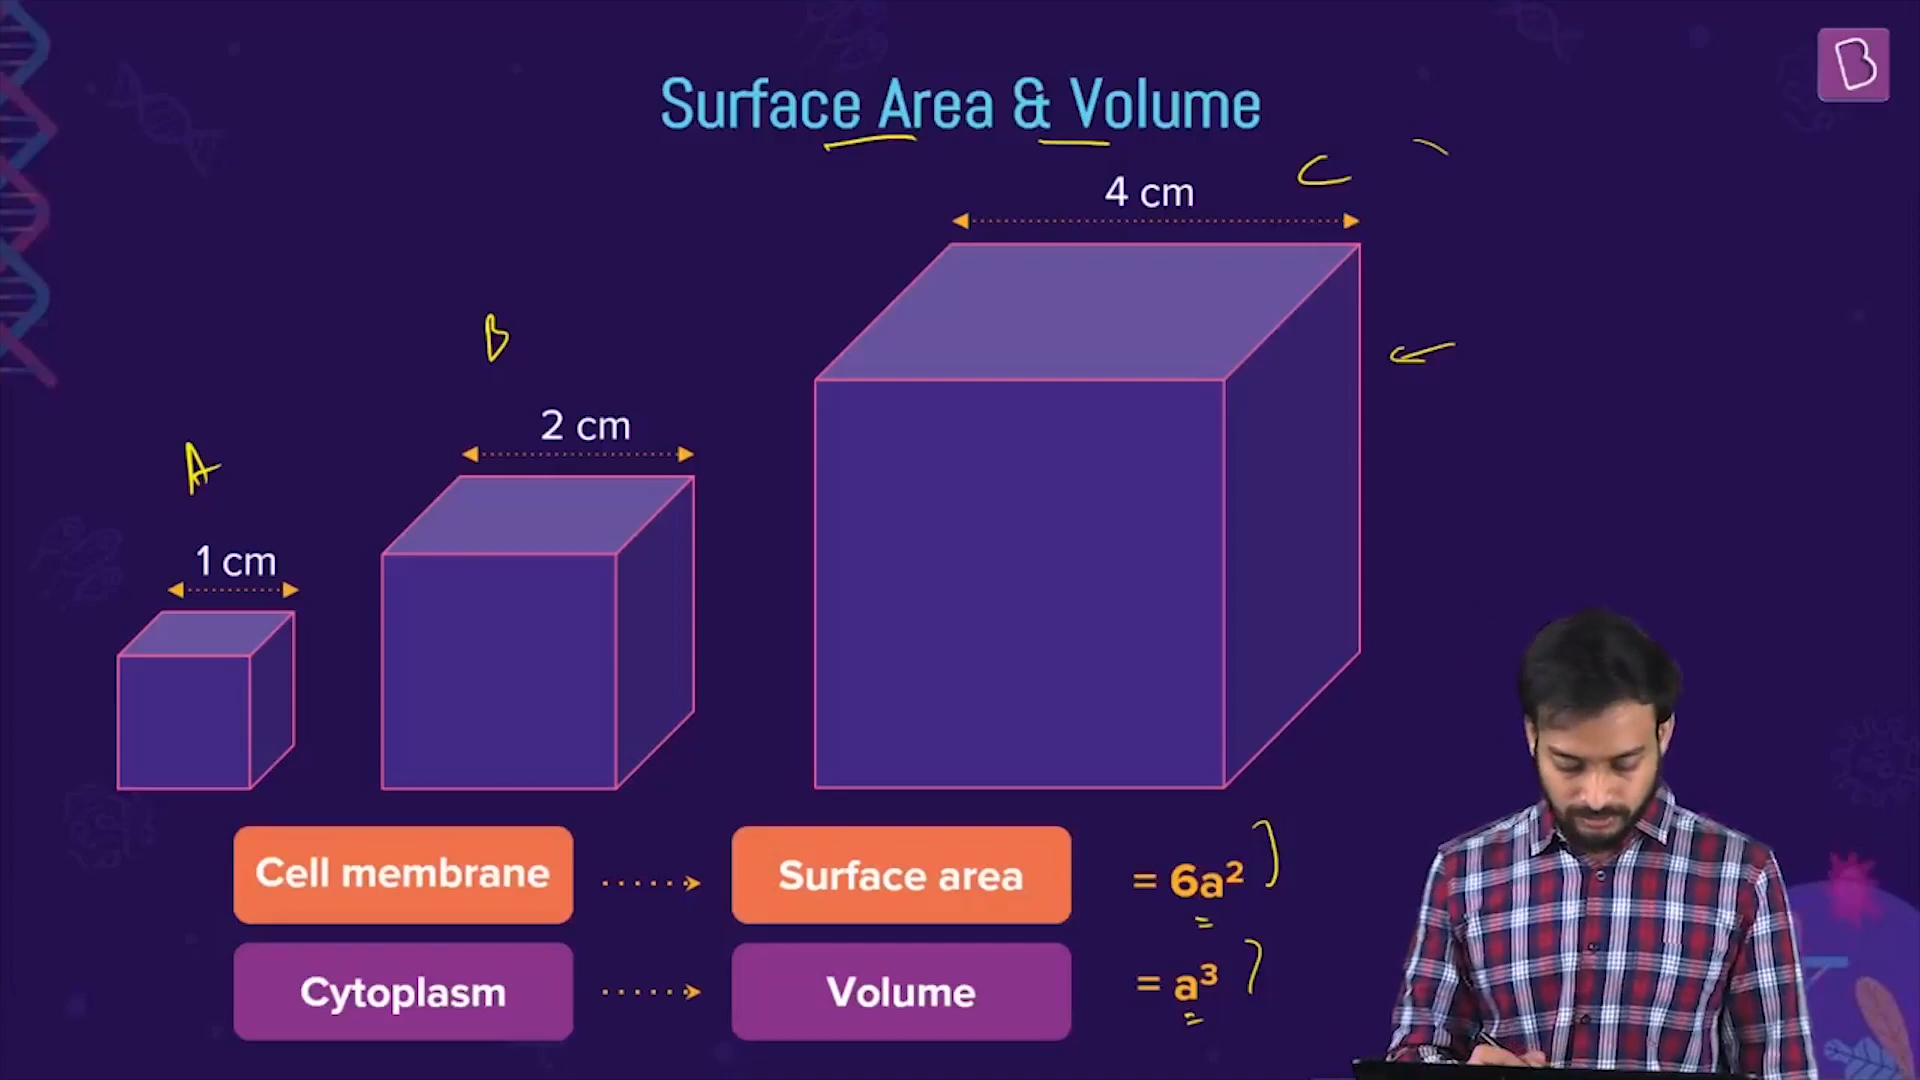 B
Surface Area & Volume
C
4 cm
B
2 cm
A
1 cm
Cell membrane
Surface area
= 6a²
Cytoplasm
Volume
= a³